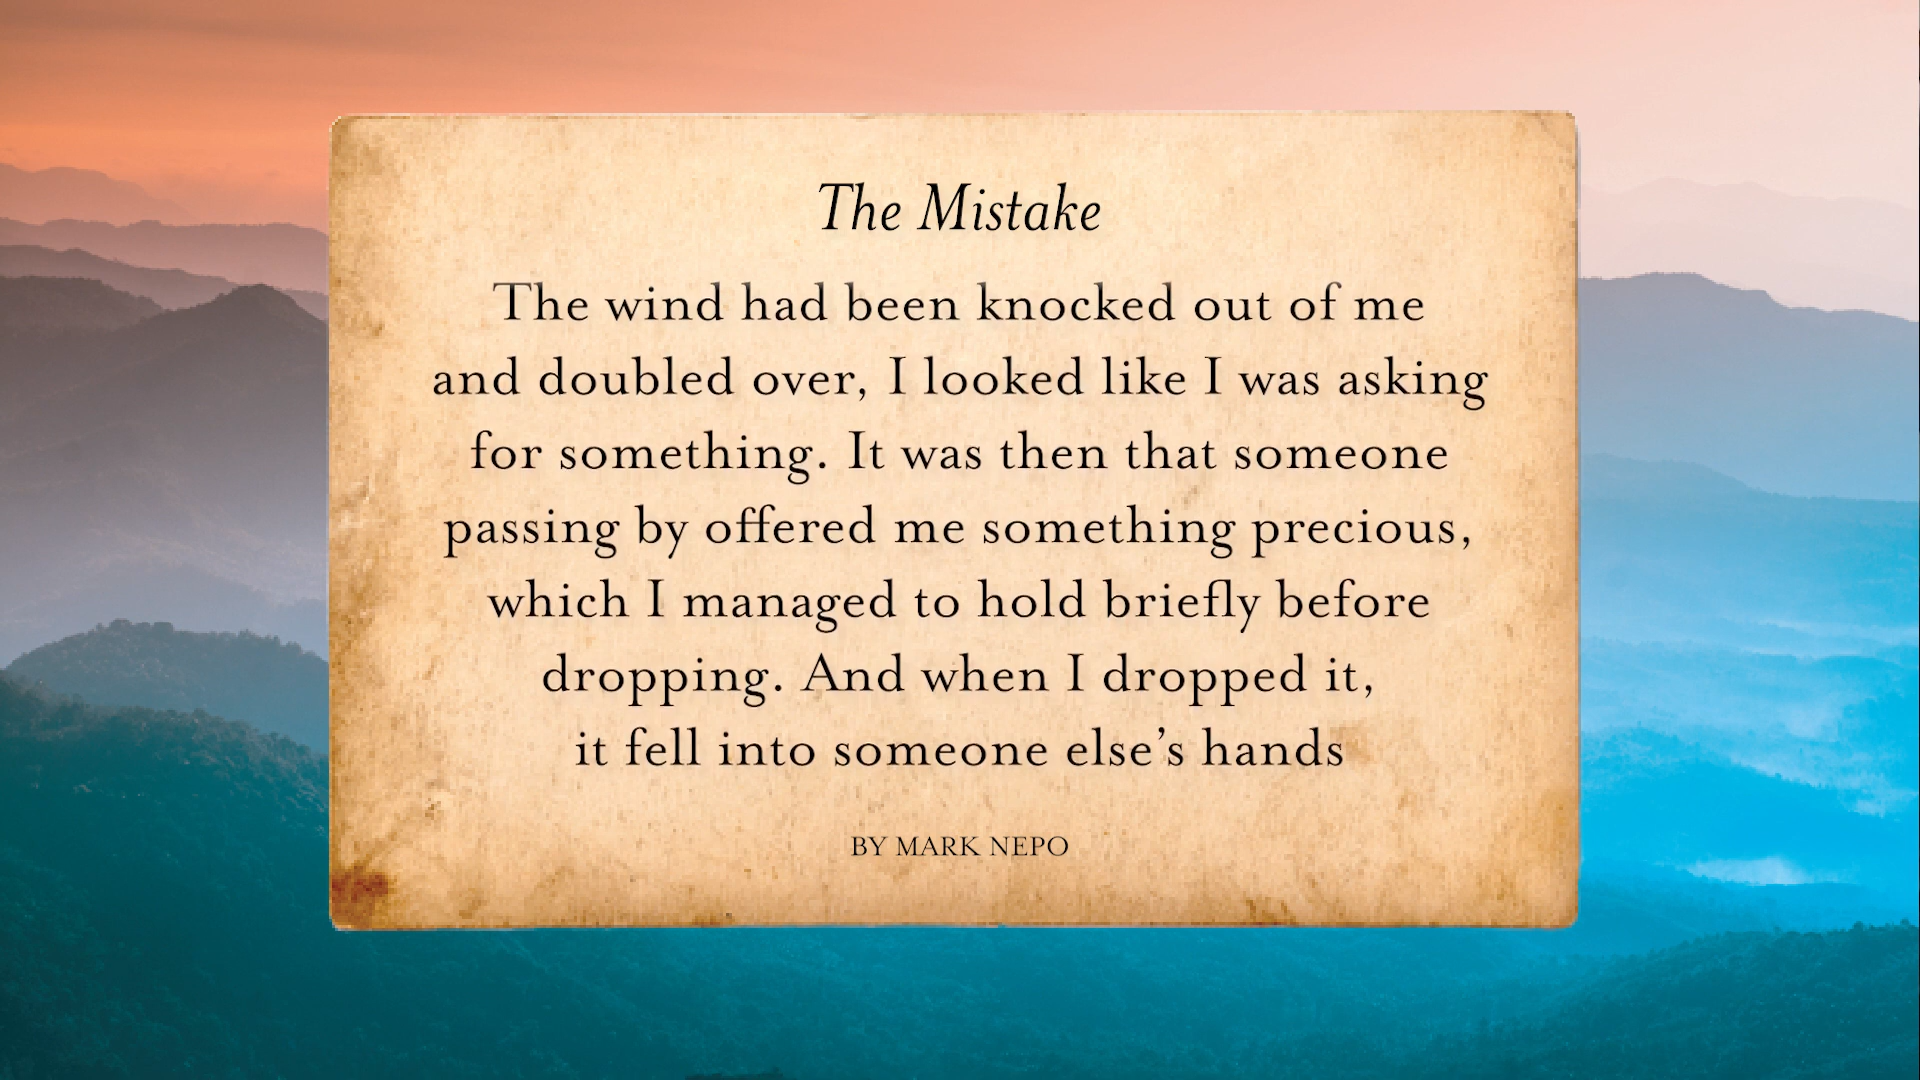 The Mistake
The wind had been knocked out of me
and doubled over, I looked like I was asking
for something. It was then that someone
passing by offered me something precious,
which I managed to hold briefly before
dropping. And when I dropped it,
it fell into someone else’s hands
BY MARK NEPO